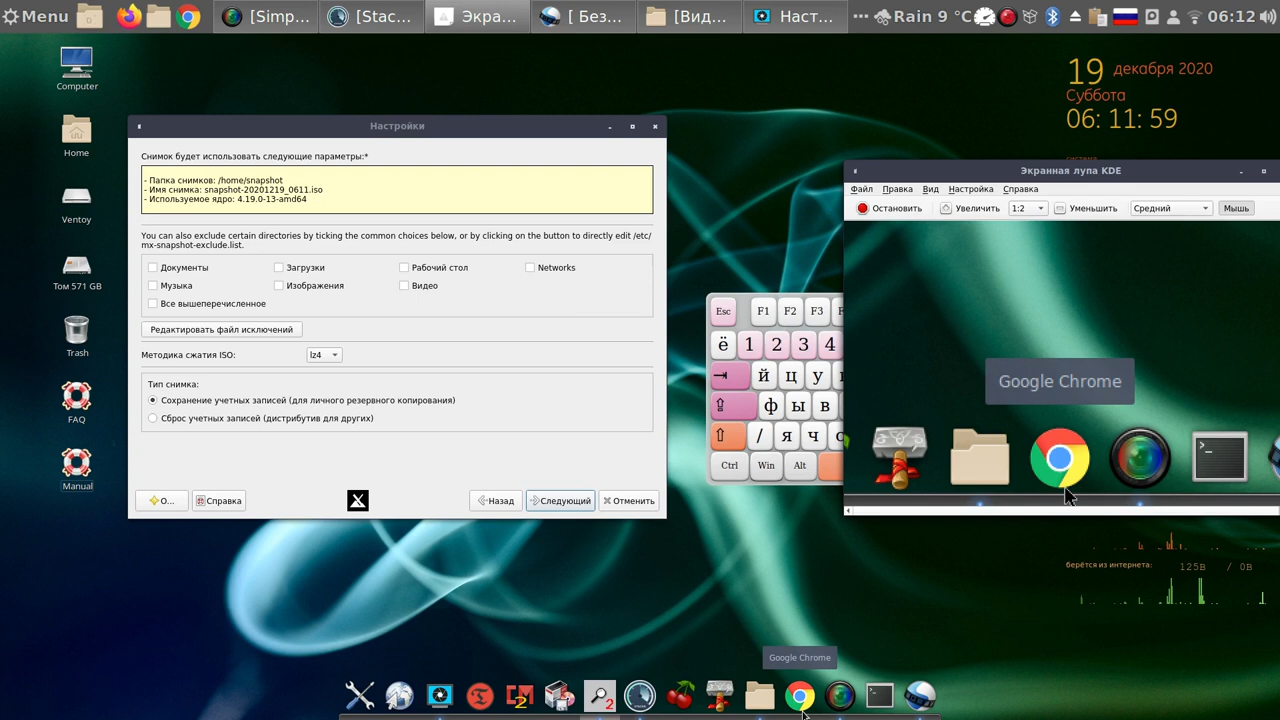 Menu
[Simp...
[Stac...
Экра...
[ Без...
[Вид...
Наст...
Rain 9 °C
06:12
Computer
Home
Ventoy
Том 571 GB
Trash
FAQ
Manual
19 декабря 2020
Суббота
06: 11: 59
Настройки
Снимок будет использовать следующие параметры:*
- Папка снимков: /home/snapshot
- Имя снимка: snapshot-20201219_0611.iso
- Используемое ядро: 4.19.0-13-amd64
You can also exclude certain directories by ticking the common choices below, or by clicking on the button to directly edit /etc/
mx-snapshot-exclude.list.
Документы Загрузки Рабочий стол Networks
Музыка Изображения Видео
Все вышеперечисленное
Редактировать файл исключений
Методика сжатия ISO: lz4
Тип снимка:
Сохранение учетных записей (для личного резервного копирования)
Сброс учетных записей (дистрибутив для других)
О... Справка Назад Следующий Отменить
Esc F1 F2 F3
ё 1 2 3 4
й ц у
ф ы в
/ я ч
Ctrl Win Alt
Экранная лупа KDE
Файл Правка Вид Настройка Справка
Остановить Увеличить 1:2 Уменьшить Средний Мышь
Google Chrome
берётся из интернета: 125B / 0B
Google Chrome